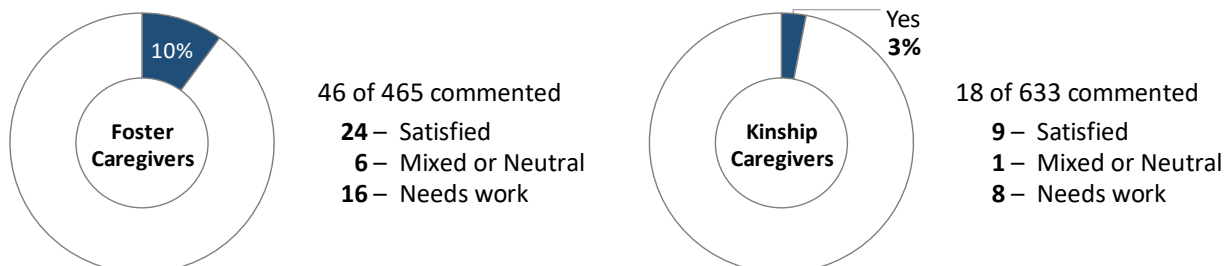 10%
Foster
Caregivers
46 of 465 commented
24 – Satisfied
6 – Mixed or Neutral
16 – Needs work
Yes
3%
Kinship
Caregivers
18 of 633 commented
9 – Satisfied
1 – Mixed or Neutral
8 – Needs work